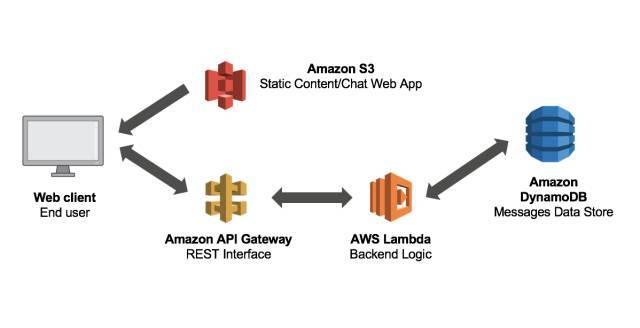 Amazon S3
Static Content/Chat Web App
Web client
End user
Amazon API Gateway
REST Interface
AWS Lambda
Backend Logic
Amazon
DynamoDB
Messages Data Store